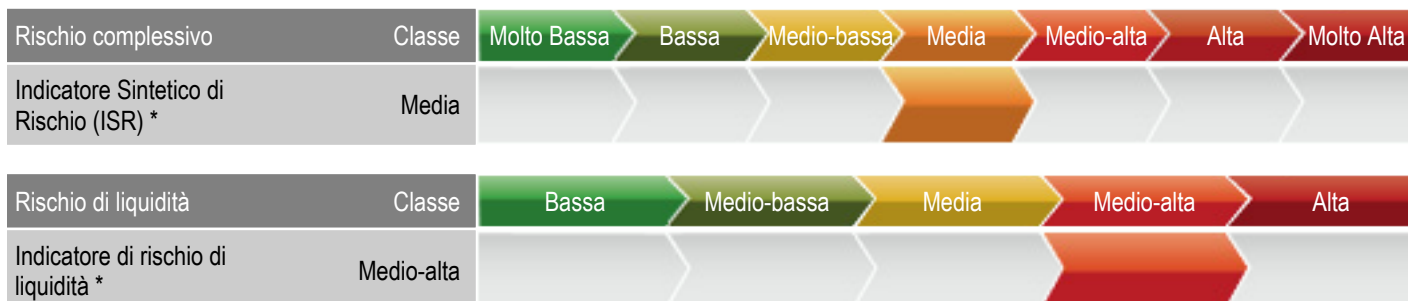 Rischio complessivo Classe Molto Bassa Bassa Medio-bassa Media Medio-alta Alta Molto Alta
Indicatore Sintetico di
Rischio (ISR) * Media
Rischio di liquidità Classe Bassa Medio-bassa Media Medio-alta Alta
Indicatore di rischio di
liquidità * Medio-alta